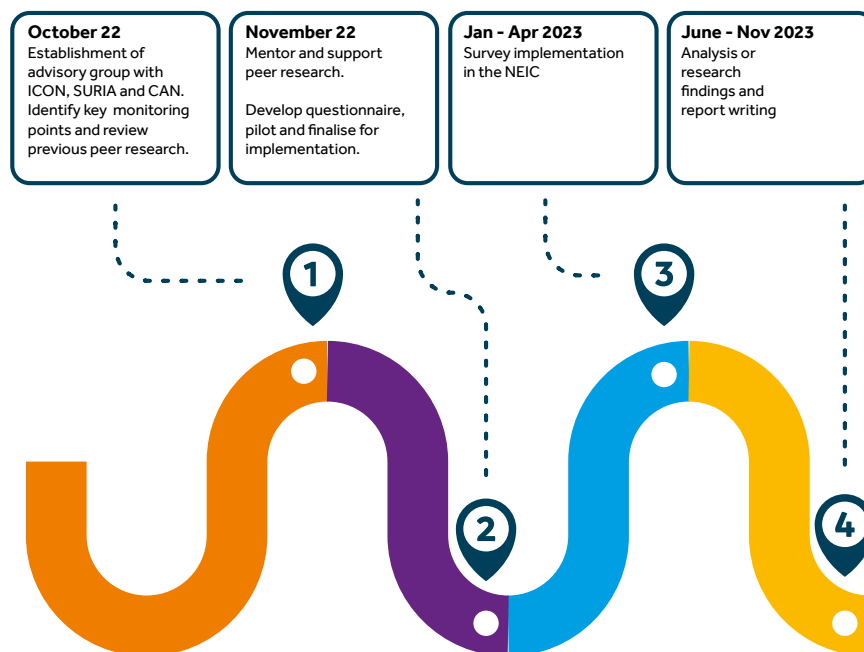 October 22
Establishment of
advisory group with
ICON, SURIA and CAN.
Identify key monitoring
points and review
previous peer research.
November 22
Mentor and support
peer research.
Develop questionnaire,
pilot and finalise for
implementation.
Jan - Apr 2023
Survey implementation
in the NEIC
June - Nov 2023
Analysis or
research
findings and
report writing
1
3
2
4